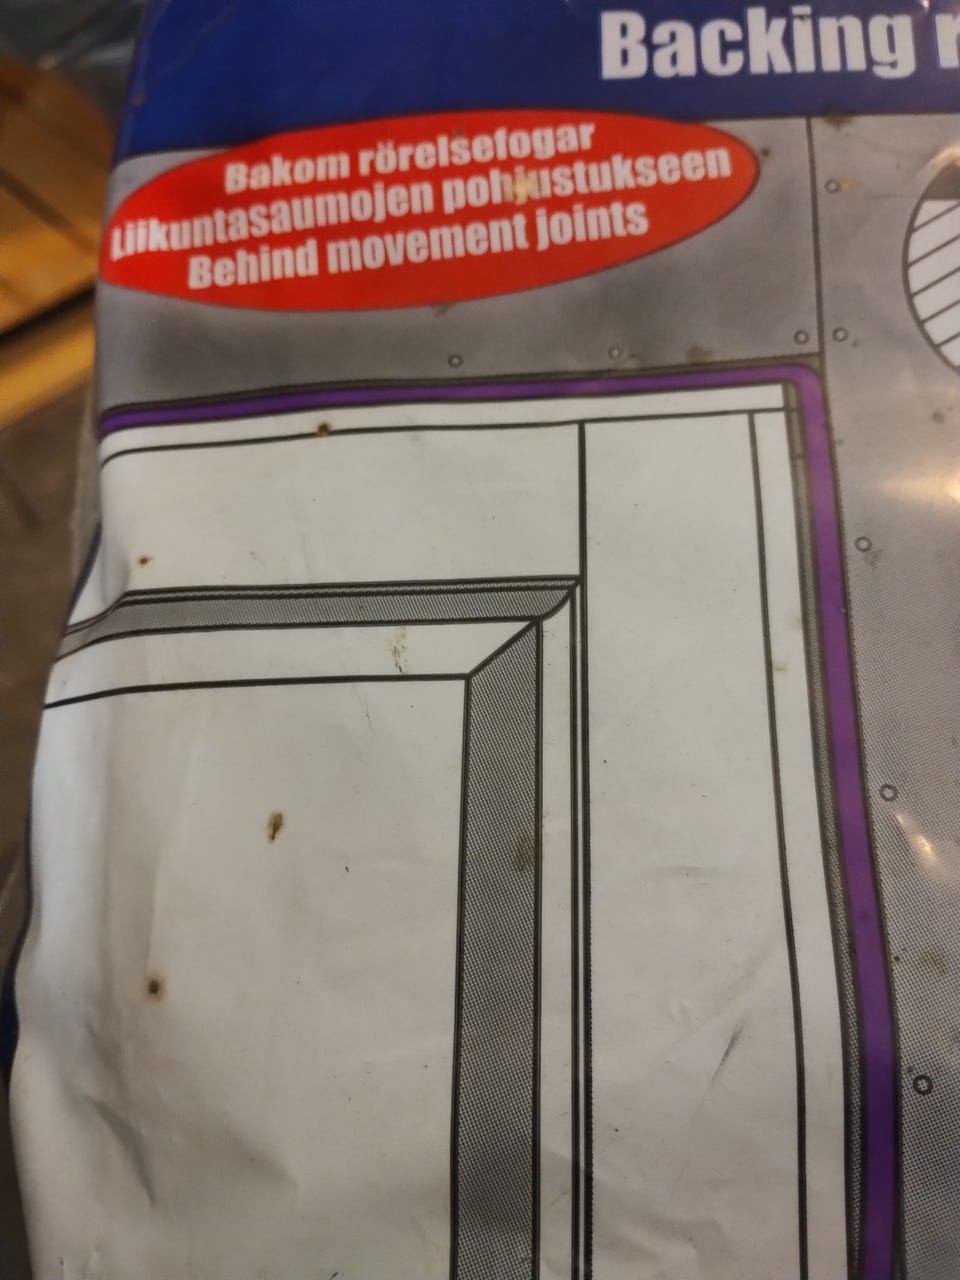 Backing r
Bakom rörelsefogar
Liikuntasaumojen pohjustukseen
Behind movement joints